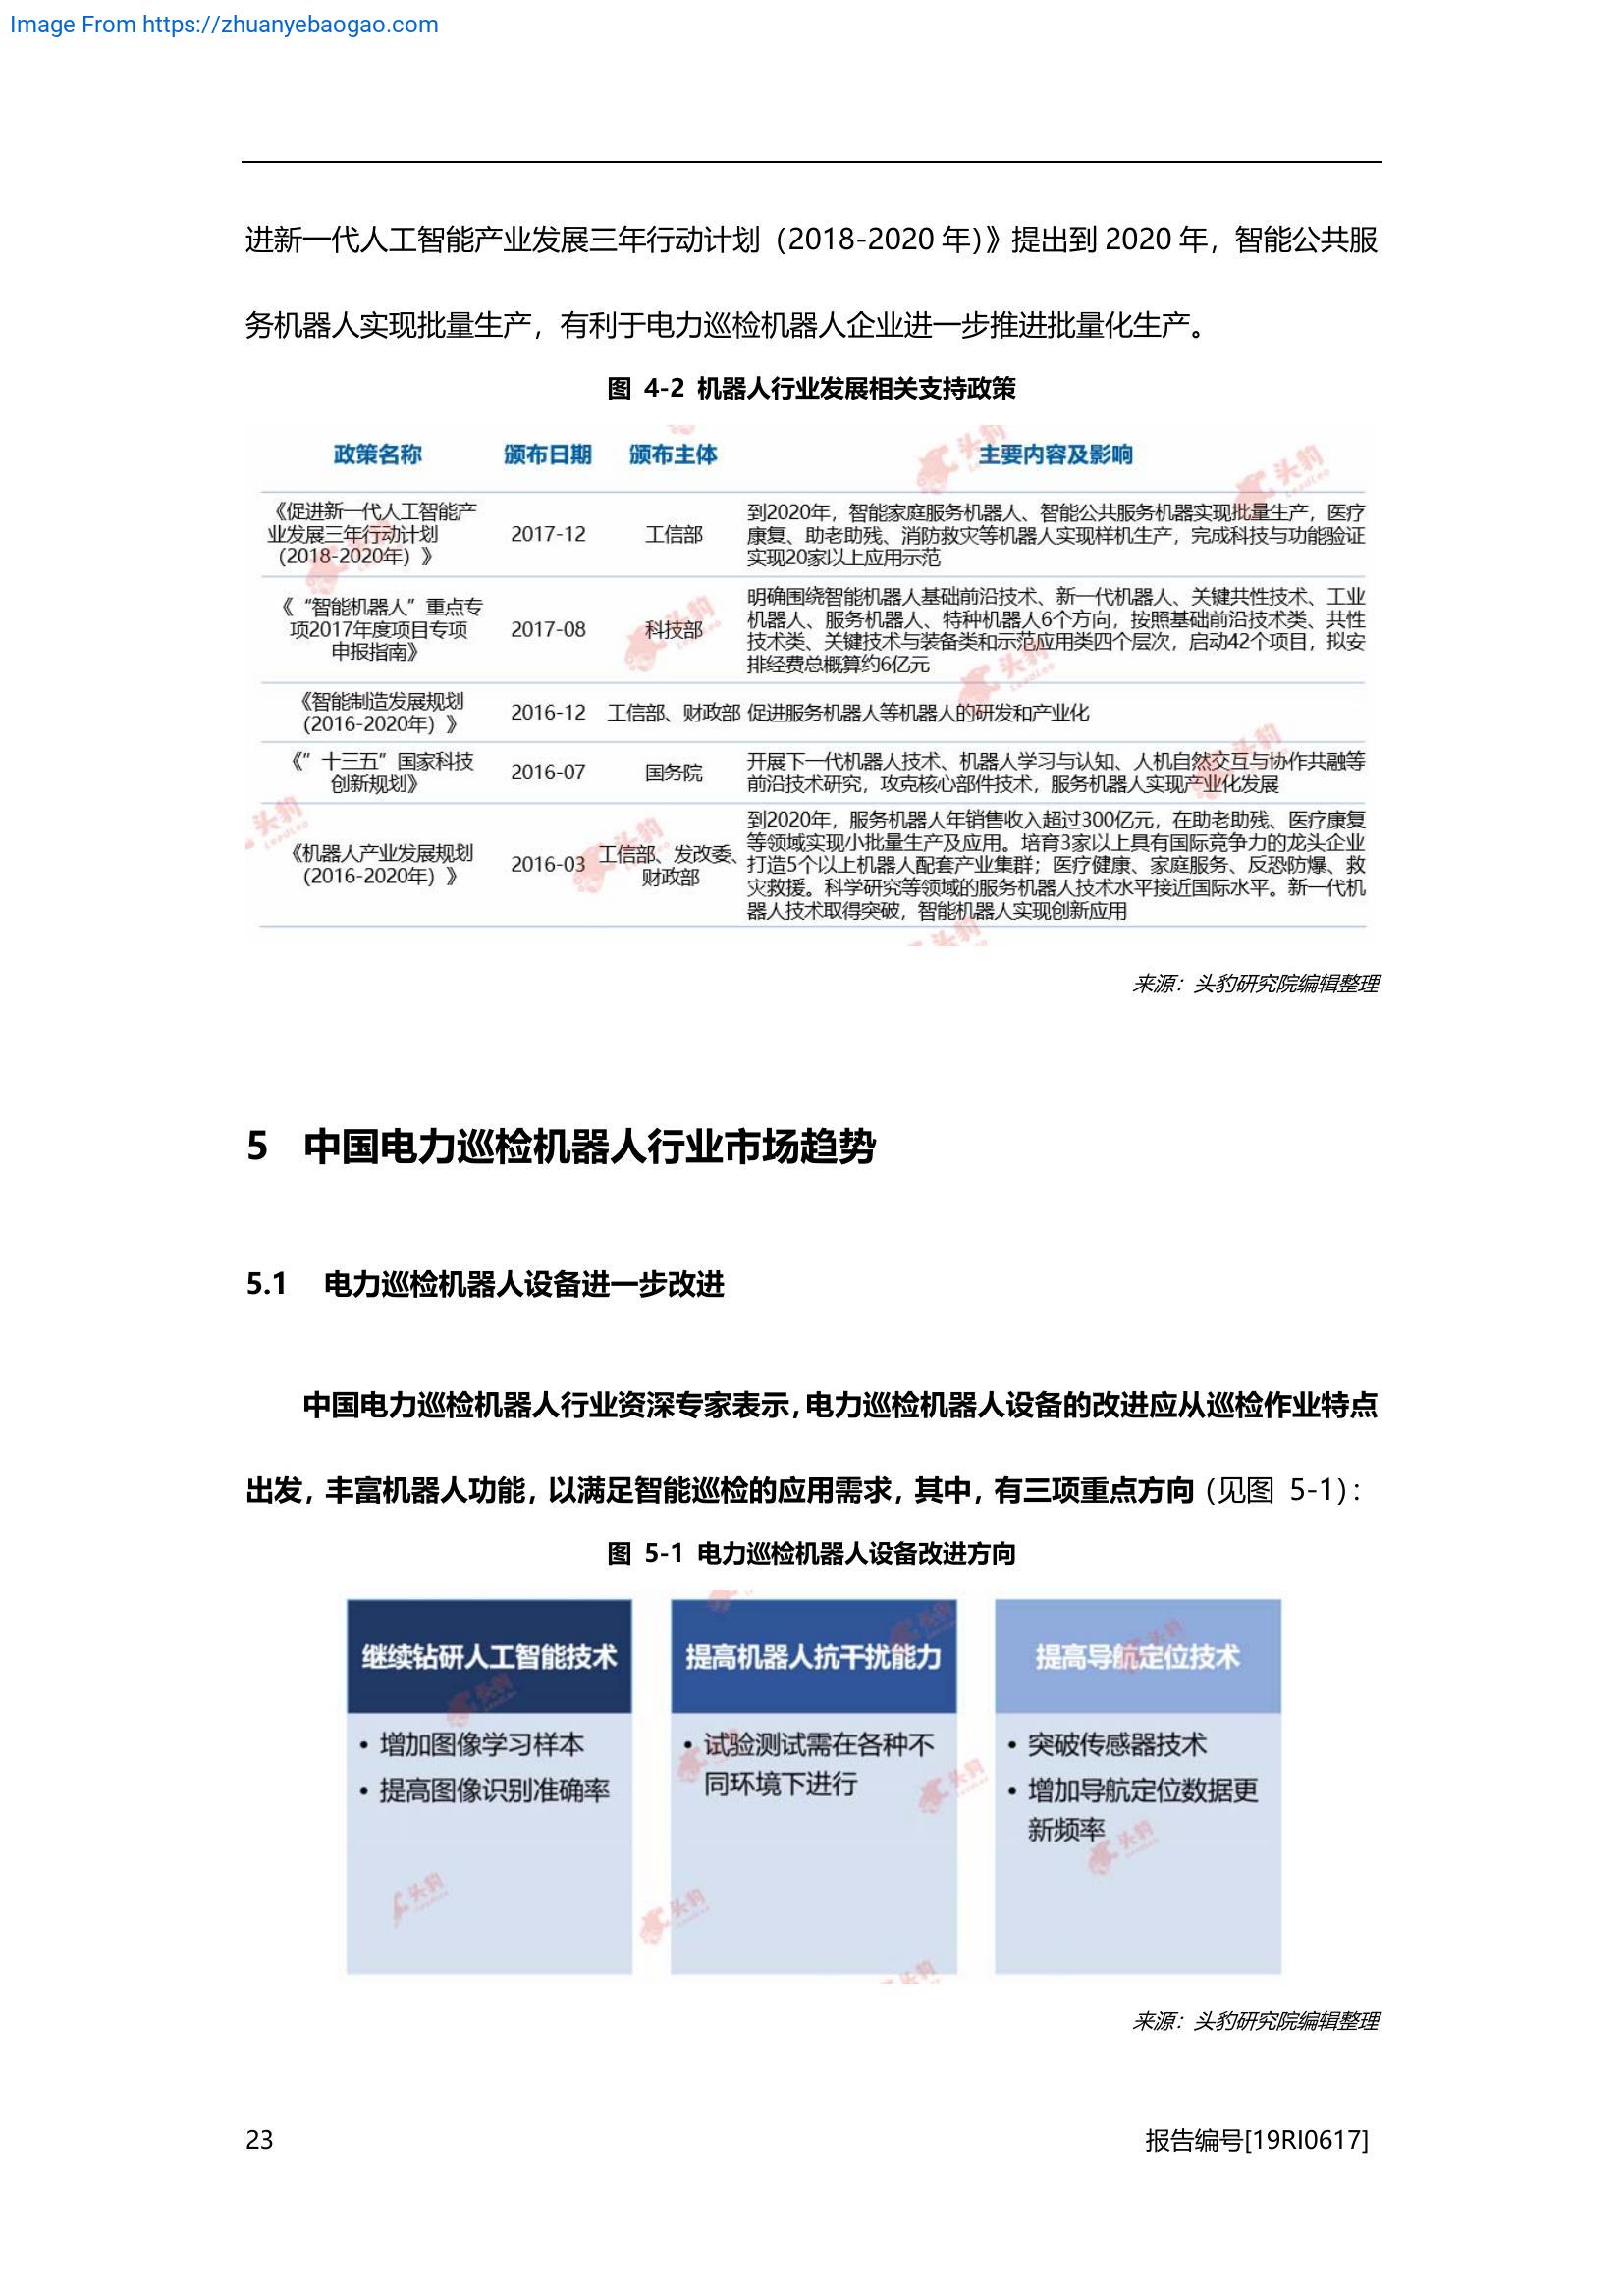 Image From https://zhuanyebaogao.com
进新一代人工智能产业发展三年行动计划（2018-2020 年）》提出到 2020 年，智能公共服
务机器人实现批量生产，有利于电力巡检机器人企业进一步推进批量化生产。
图 4-2 机器人行业发展相关支持政策
政策名称 颁布日期 颁布主体 主要内容及影响
《促进新一代人工智能产
业发展三年行动计划
（2018-2020年）》
2017-12
工信部
到2020年，智能家庭服务机器人、智能公共服务机器实现批量生产，医疗
康复、助老助残、消防救灾等机器人实现样机生产，完成科技与功能验证
实现20家以上应用示范
《“智能机器人”重点专
项2017年度项目专项
申报指南》
2017-08
科技部
明确围绕智能机器人基础前沿技术、新一代机器人、关键共性技术、工业
机器人、服务机器人、特种机器人6个方向，按照基础前沿技术类、共性
技术类、关键技术与装备类和示范应用类四个层次，启动42个项目，拟安
排经费总概算约6亿元
《智能制造发展规划
（2016-2020年）》
2016-12
工信部、财政部
促进服务机器人等机器人的研发和产业化
《”十三五”国家科技
创新规划》
2016-07
国务院
开展下一代机器人技术、机器人学习与认知、人机自然交互与协作共融等
前沿技术研究，攻克核心部件技术，服务机器人实现产业化发展
《机器人产业发展规划
（2016-2020年）》
2016-03
工信部、发改委、
财政部
到2020年，服务机器人年销售收入超过300亿元，在助老助残、医疗康复
等领域实现小批量生产及应用。培育3家以上具有国际竞争力的龙头企业
打造5个以上机器人配套产业集群；医疗健康、家庭服务、反恐防爆、救
灾救援。科学研究等领域的服务机器人技术水平接近国际水平。新一代机
器人技术取得突破，智能机器人实现创新应用
来源：头豹研究院编辑整理
5 中国电力巡检机器人行业市场趋势
5.1 电力巡检机器人设备进一步改进
中国电力巡检机器人行业资深专家表示，电力巡检机器人设备的改进应从巡检作业特点
出发，丰富机器人功能，以满足智能巡检的应用需求，其中，有三项重点方向（见图 5-1）：
图 5-1 电力巡检机器人设备改进方向
继续钻研人工智能技术
• 增加图像学习样本
• 提高图像识别准确率
提高机器人抗干扰能力
• 试验测试需在各种不
同环境下进行
提高导航定位技术
• 突破传感器技术
• 增加导航定位数据更
新频率
来源：头豹研究院编辑整理
23 报告编号[19RI0617]